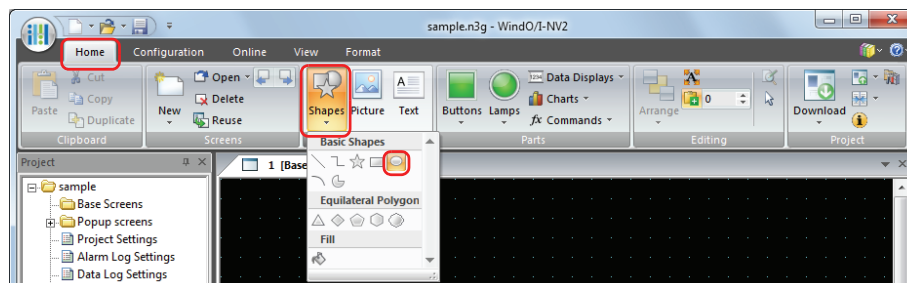 sample.n3g - WindO/I-NV2
Home Configuration Online View Format
Paste Cut Copy Duplicate
Clipboard
New Open Delete Reuse
Screens
Shapes Picture Text
Buttons Lamps 1234 Data Displays Charts fx Commands
Parts
Arrange A 0
Editing
Download
Project
Basic Shapes
Equilateral Polygon
Fill
Project
1 [Base
sample
Base Screens
Popup screens
Project Settings
Alarm Log Settings
Data Log Settings